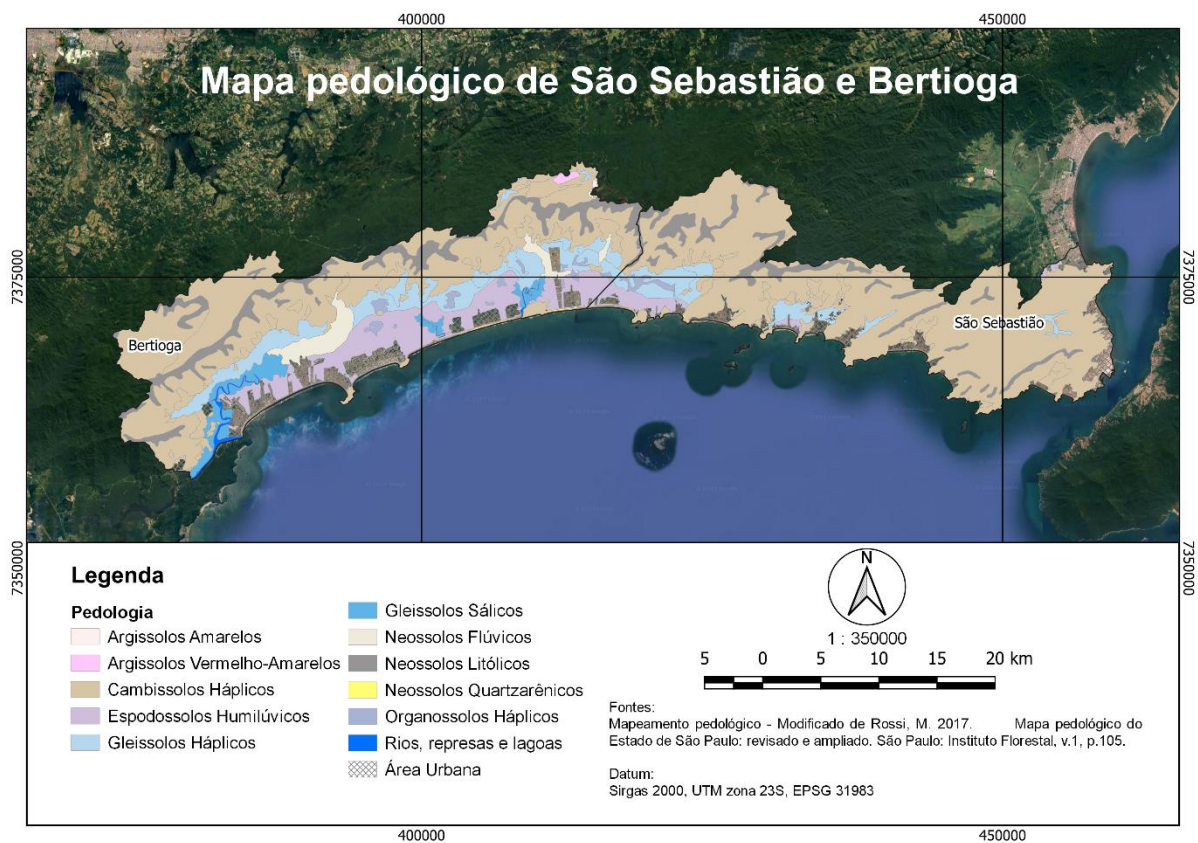 400000
450000
Mapa pedológico de São Sebastião e Bertioga
7375000
7375000
Bertioga
São Sebastião
7350000
7350000
Legenda
Pedologia
Argissolos Amarelos
Argissolos Vermelho-Amarelos
Cambissolos Háplicos
Espodossolos Humilúvicos
Gleissolos Háplicos
Gleissolos Sálicos
Neossolos Flúvicos
Neossolos Litólicos
Neossolos Quartzarênicos
Organossolos Háplicos
Rios, represas e lagoas
Área Urbana
N
1 : 350000
5 0 5 10 15 20 km
Fontes:
Mapeamento pedológico - Modificado de Rossi, M. 2017. Mapa pedológico do
Estado de São Paulo: revisado e ampliado. São Paulo: Instituto Florestal, v.1, p.105.
Datum:
Sirgas 2000, UTM zona 23S, EPSG 31983
400000
450000